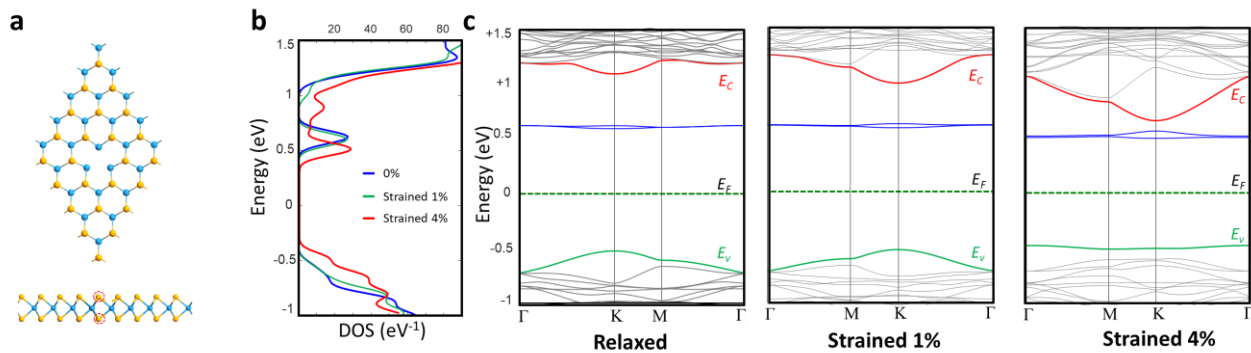 a
b
20 40 60 80
1.5
1
0.5
0
-0.5
-1
Energy (eV)
DOS (eV⁻¹)
0%
Strained 1%
Strained 4%
c
+1.5
+1
0.5
0
-0.5
-1
Energy (eV)
E_C
E_F
E_v
Γ K M Γ
Relaxed
E_C
E_F
E_v
Γ M K Γ
Strained 1%
E_C
E_F
E_v
Γ M K Γ
Strained 4%